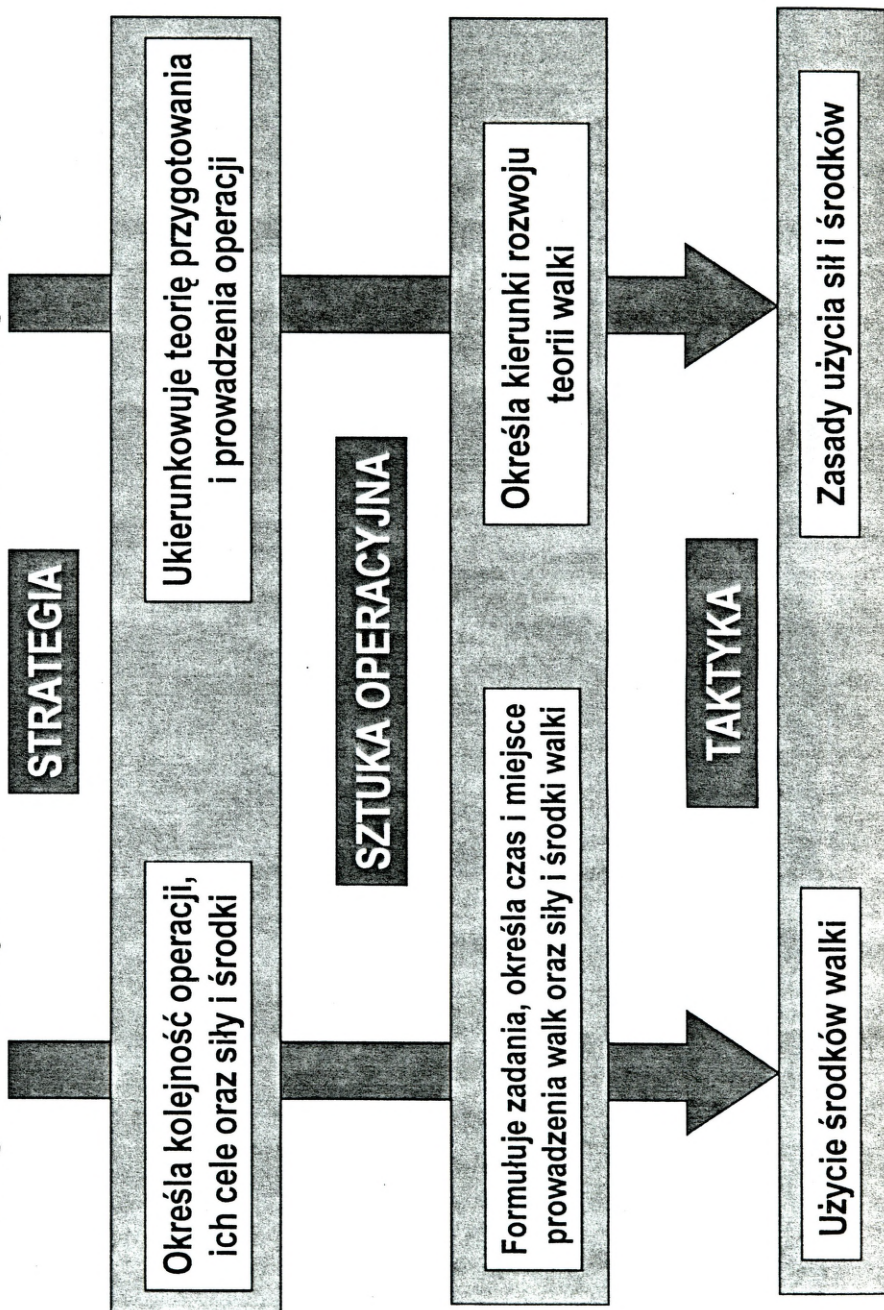 STRATEGIA
Określa kolejność operacji,
ich cele oraz siły i środki
Ukierunkowuje teorię przygotowania
i prowadzenia operacji
SZTUKA OPERACYJNA
Formułuje zadania, określa czas i miejsce
prowadzenia walk oraz siły i środki walki
Określa kierunki rozwoju
teorii walki
TAKTYKA
Użycie środków walki
Zasady użycia sił i środków